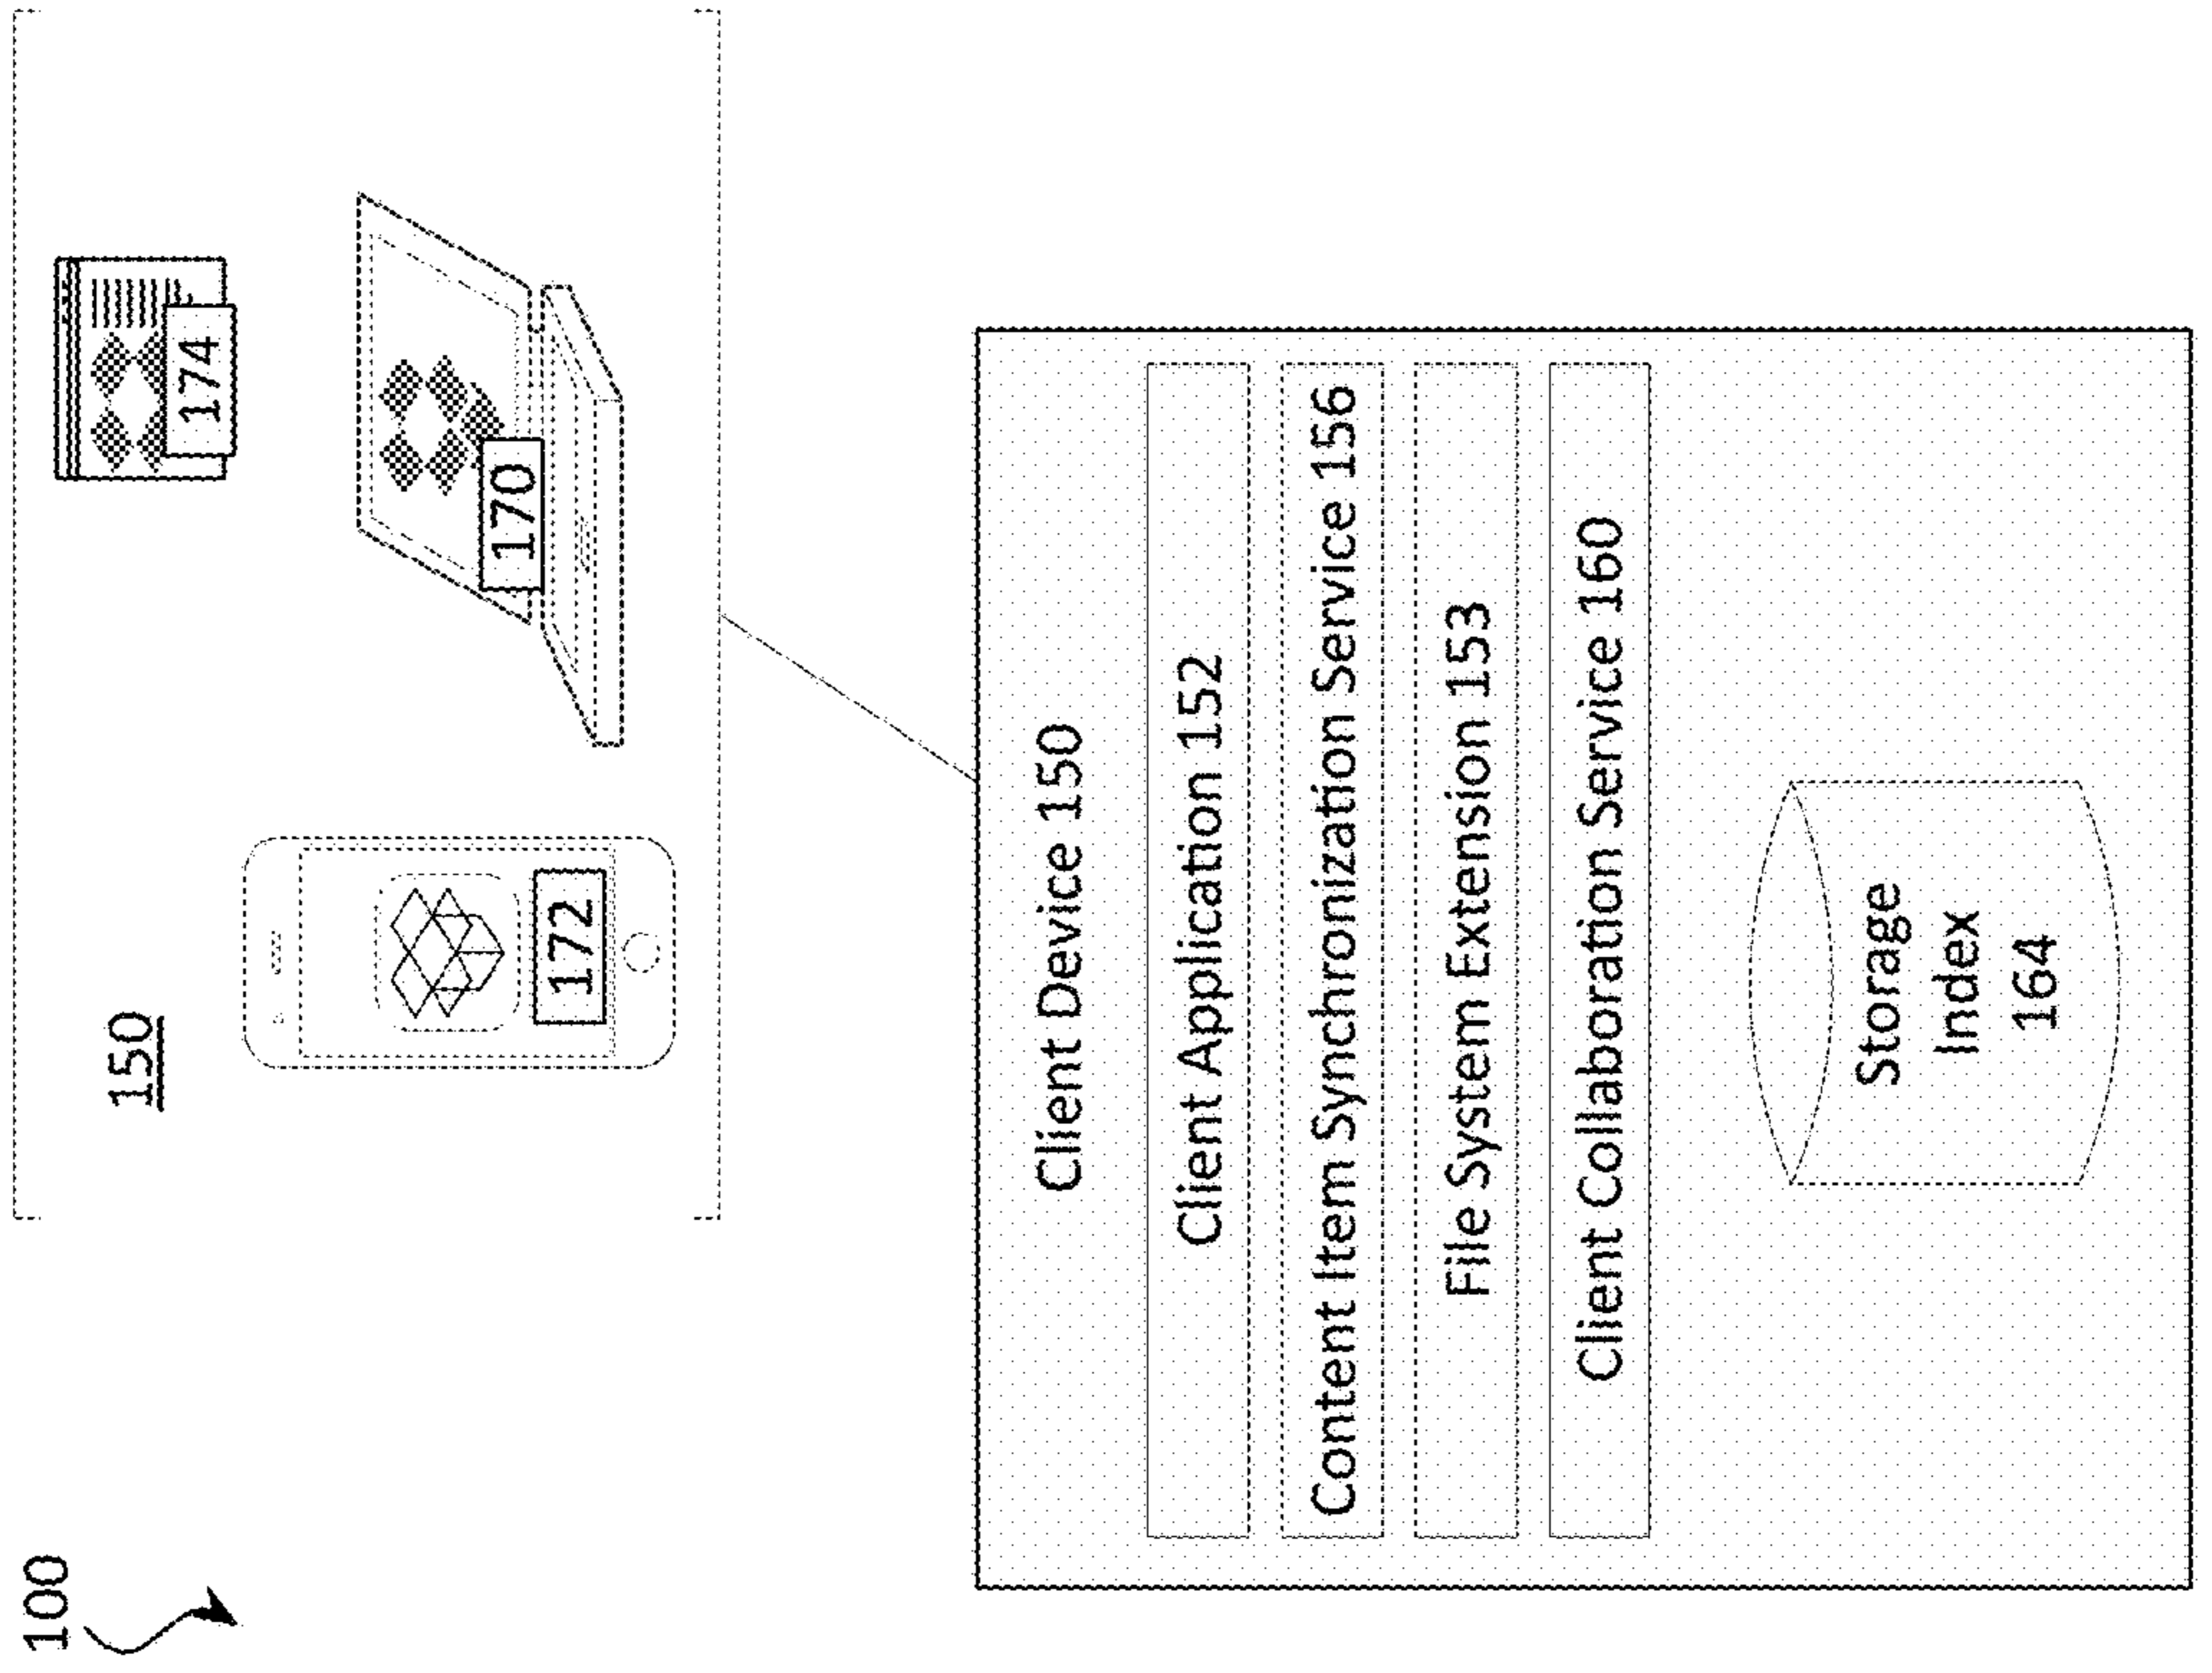 100
150
172
170
174
Client Device 150
Client Application 152
Content Item Synchronization Service 156
File System Extension 153
Client Collaboration Service 160
Storage
Index
164